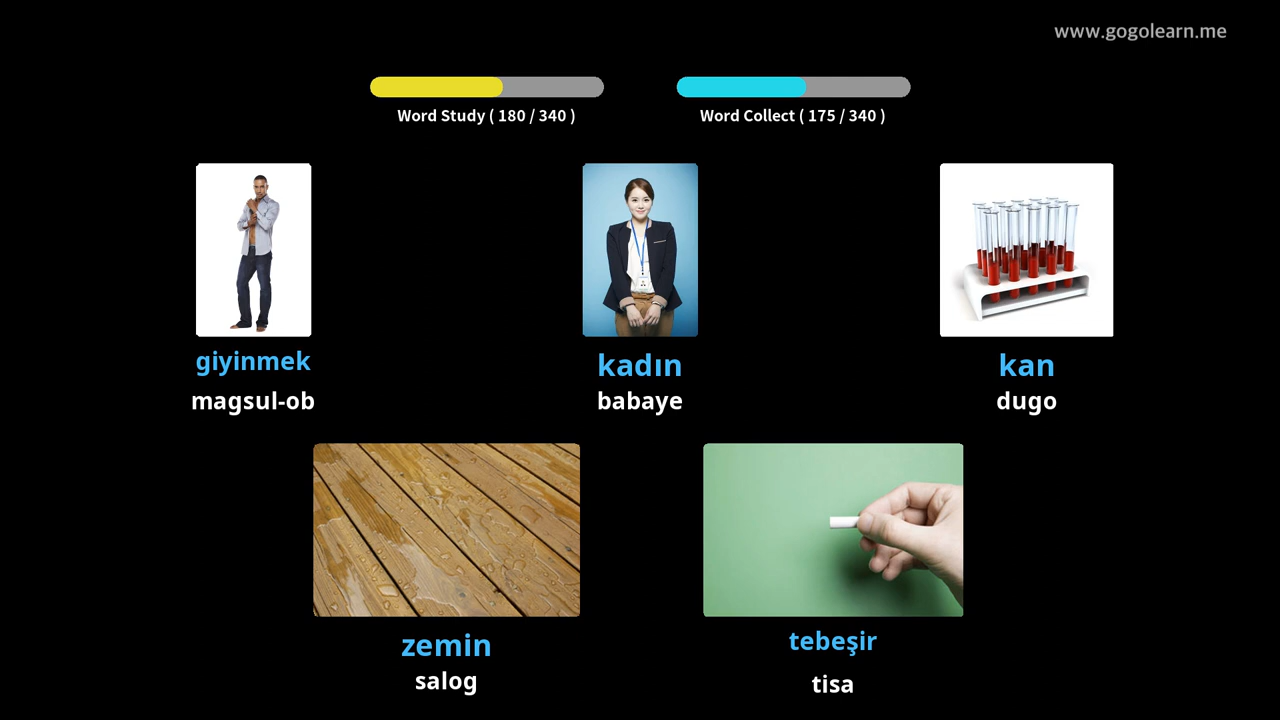 www.gogolearn.me
Word Study ( 180 / 340 )
Word Collect ( 175 / 340 )
giyinmek
magsul-ob
kadın
babaye
kan
dugo
zemin
salog
tebeşir
tisa